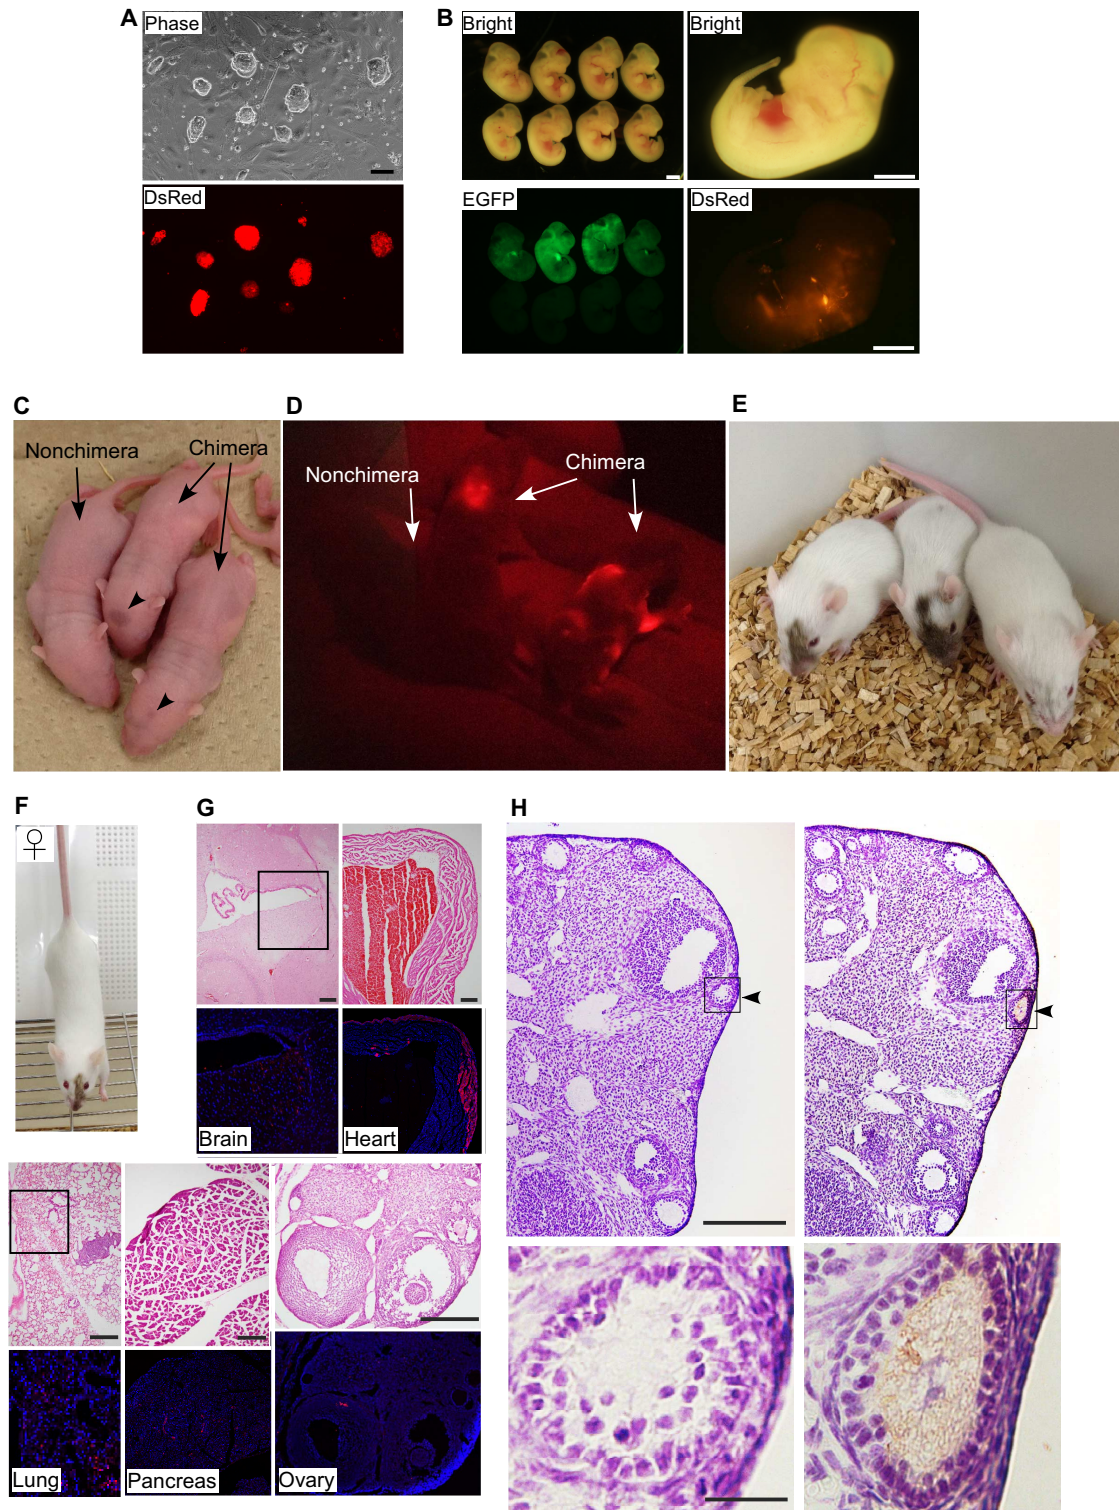 A
Phase
DsRed
B
Bright
Bright
EGFP
DsRed
C
Nonchimera
Chimera
D
Nonchimera
Chimera
E
F
♀
G
Brain
Heart
Lung
Pancreas
Ovary
H